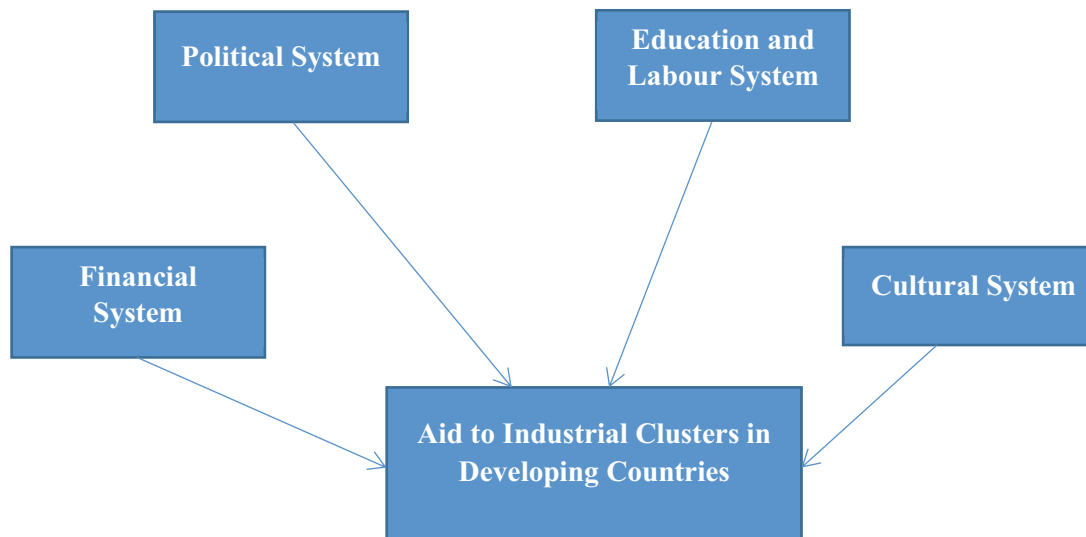 Political System
Education and
Labour System
Financial
System
Cultural System
Aid to Industrial Clusters in
Developing Countries